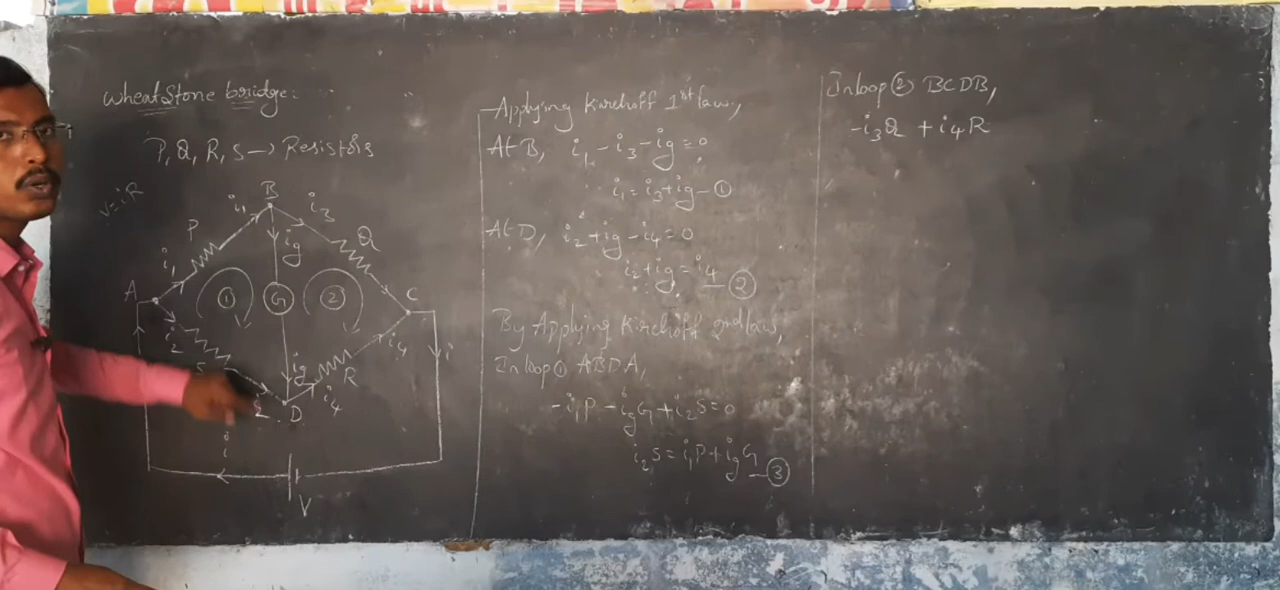 Wheatstone bridge:
P, Q, R, S → Resistors
V=iR
B
i₁
i₃
P
Q
ig
i₁
A
1
G
2
C
i₂
i₄
i
S
ig
R
i₄
D
i
V
Applying Kirchoff 1st law,
At B, i₁ - i₃ - ig = 0
i₁ = i₃ + ig — ①
At D, i₂ + ig - i₄ = 0
i₂ + ig = i₄ — ②
By Applying Kirchoff 2nd law,
In loop ① ABDA,
-i₁P - igG + i₂S = 0
i₂S = i₁P + igG — ③
In loop ② BCDB,
-i₃Q + i₄R